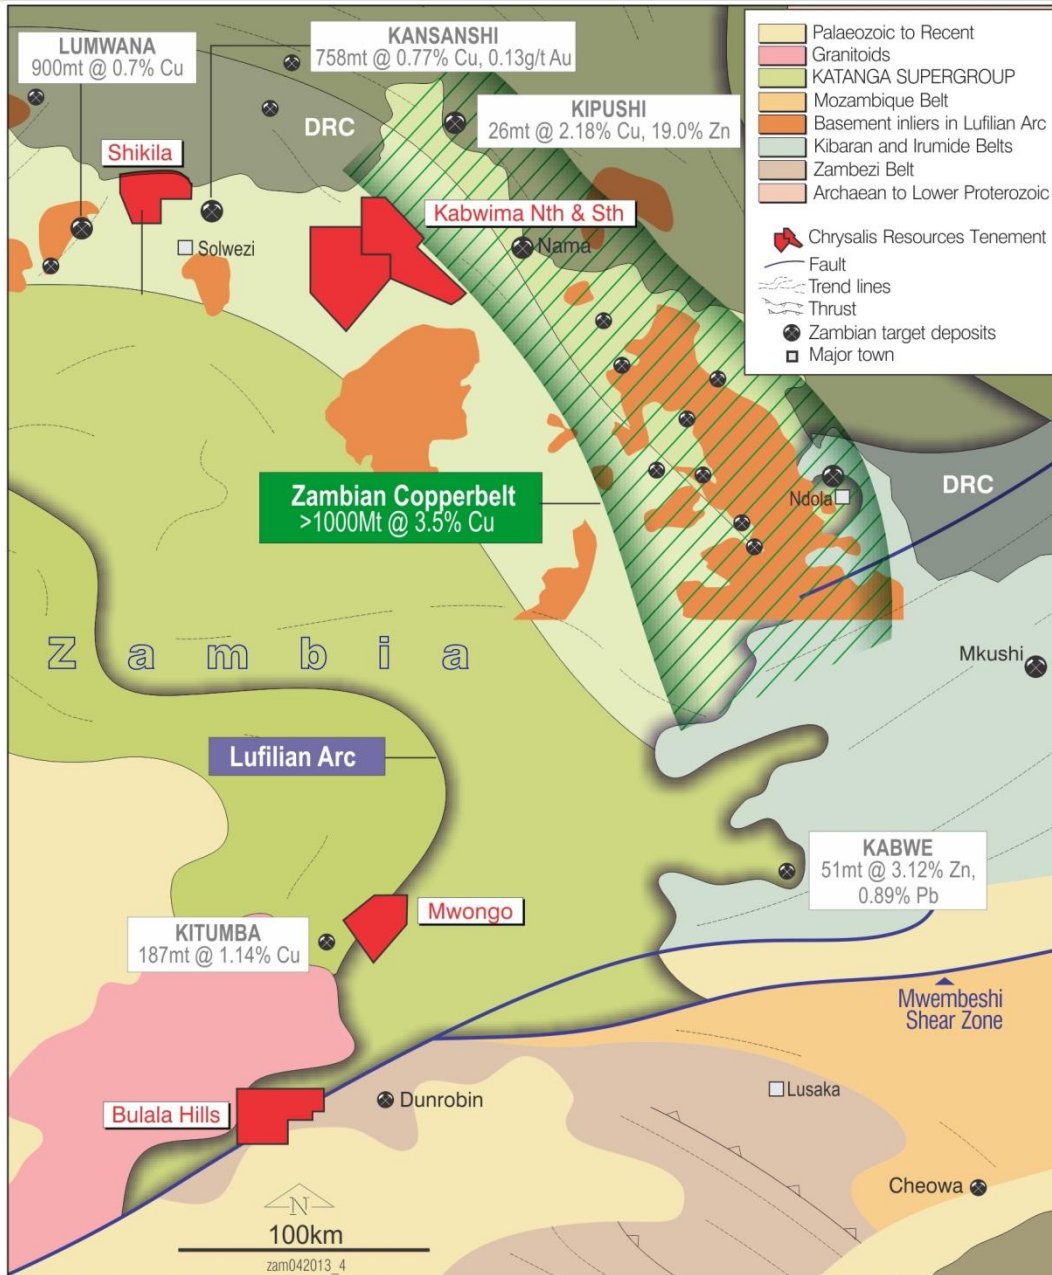 LUMWANA
900mt @ 0.7% Cu
KANSANSHI
758mt @ 0.77% Cu, 0.13g/t Au
KIPUSHI
26mt @ 2.18% Cu, 19.0% Zn
DRC
Shikila
Solwezi
Kabwima Nth & Sth
Nama
Palaeozoic to Recent
Granitoids
KATANGA SUPERGROUP
Mozambique Belt
Basement inliers in Lufilian Arc
Kibaran and Irumide Belts
Zambezi Belt
Archaean to Lower Proterozoic
Chrysalis Resources Tenement
Fault
Trend lines
Thrust
Zambian target deposits
Major town
Zambian Copperbelt
>1000Mt @ 3.5% Cu
Ndola
DRC
Zambia
Mkushi
Lufilian Arc
KABWE
51mt @ 3.12% Zn,
0.89% Pb
Mwongo
KITUMBA
187mt @ 1.14% Cu
Mwembeshi
Shear Zone
Bulala Hills
Dunrobin
Lusaka
Cheowa
N
100km
zam042013_4